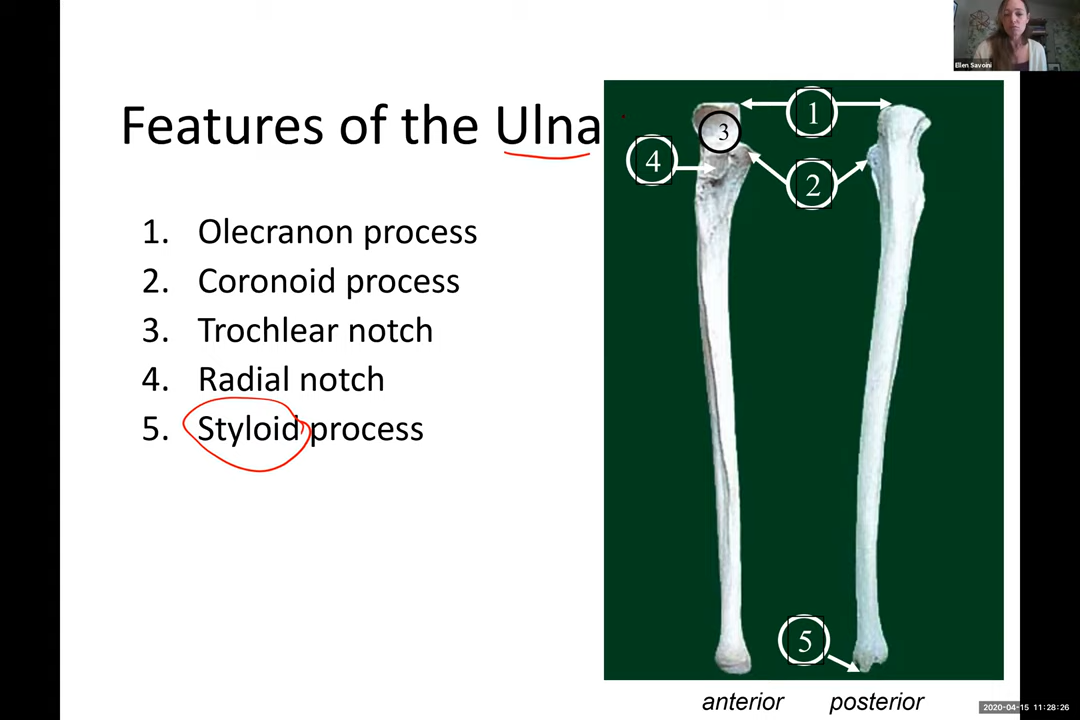 Ellen Savoini
Features of the Ulna
1. Olecranon process
2. Coronoid process
3. Trochlear notch
4. Radial notch
5. Styloid process
1
3
4
2
5
anterior posterior
2020-04-15 11:28:26